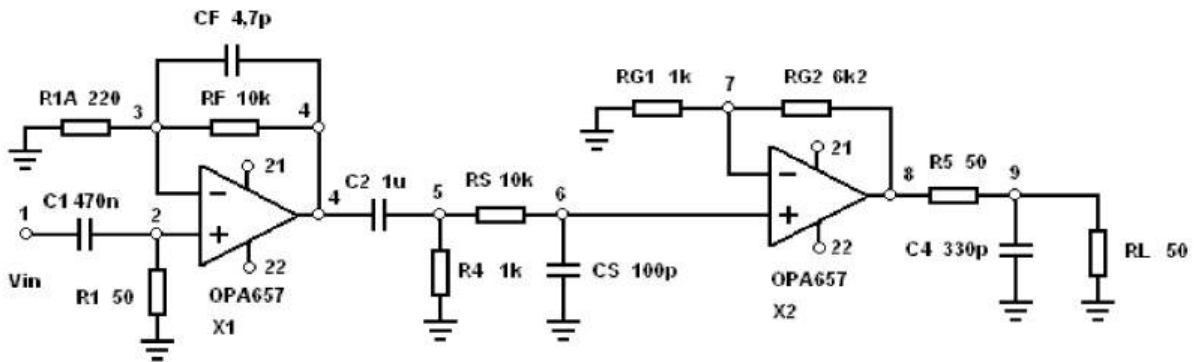 CF 4,7p
R1A 220
3
RF 10k
4
21
C1 470n
1
2
Vin
R1 50
22
OPA657
X1
4
C2 1u
5
RS 10k
6
R4 1k
CS 100p
RG1 1k
7
RG2 6k2
21
22
OPA657
X2
8
R5 50
9
C4 330p
RL 50